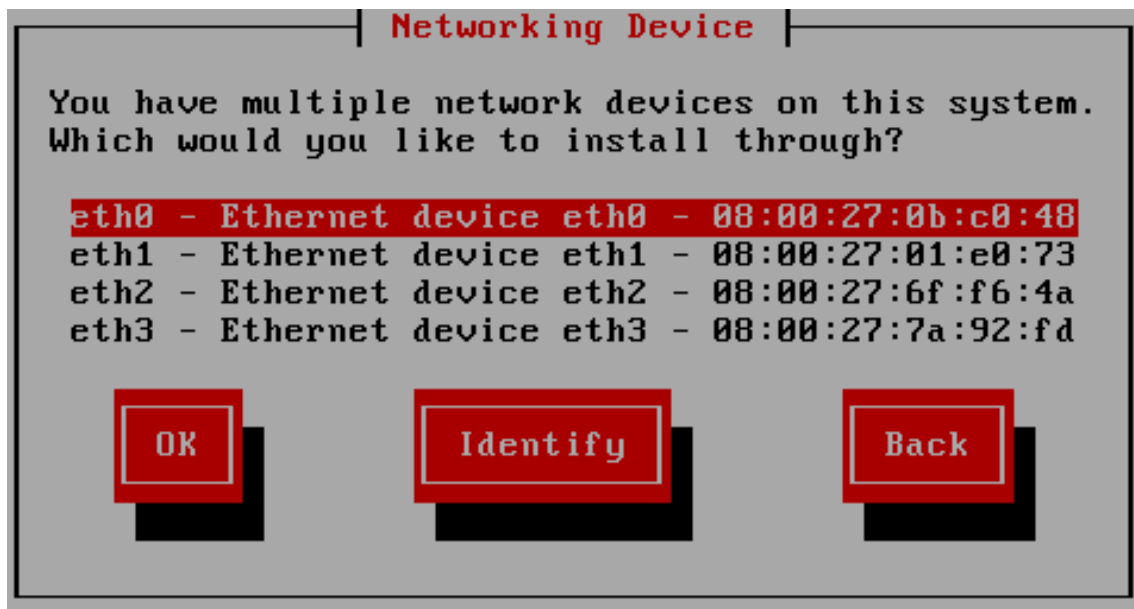 Networking Device
You have multiple network devices on this system.
Which would you like to install through?
eth0 - Ethernet device eth0 - 08:00:27:0b:c0:48
eth1 - Ethernet device eth1 - 08:00:27:01:e0:73
eth2 - Ethernet device eth2 - 08:00:27:6f:f6:4a
eth3 - Ethernet device eth3 - 08:00:27:7a:92:fd
OK Identify Back